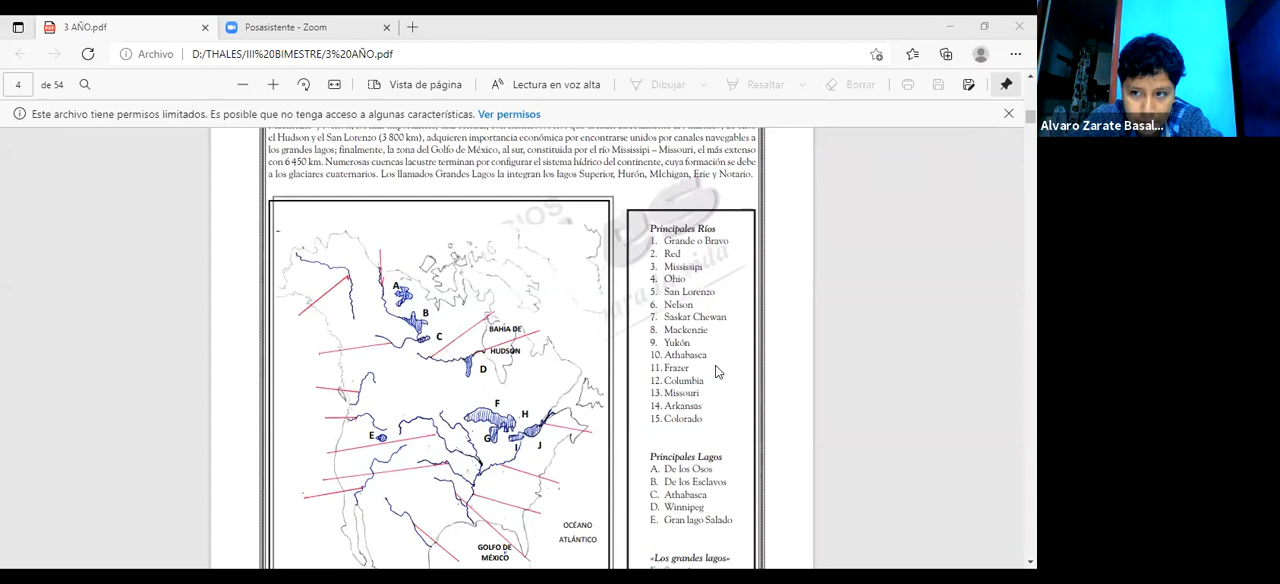 3 AÑO.pdf
Posasistente - Zoom
Archivo D:/THALES/III%20BIMESTRE/3%20AÑO.pdf
4 de 54
Vista de página
Lectura en voz alta
Dibujar
Resaltar
Borrar
Este archivo tiene permisos limitados. Es posible que no tenga acceso a algunas características. Ver permisos
Alvaro Zarate Basal...
el Hudson y el San Lorenzo (3 800 km), adquieren importancia económica por encontrarse unidos por canales navegables a
los grandes lagos; finalmente, la zona del Golfo de México, al sur, constituida por el río Missisipi – Missouri, el más extenso
con 6 450 km. Numerosas cuencas lacustre terminan por configurar el sistema hídrico del continente, cuya formación se debe
a los glaciares cuaternarios. Los llamados Grandes Lagos la integran los lagos Superior, Hurón, MIchigan, Erie y Notario.
A
B
C
BAHÍA DE
HUDSON
D
F
H
E
G
I
J
OCÉANO
ATLÁNTICO
GOLFO DE
MÉXICO
Principales Ríos
1. Grande o Bravo
2. Red
3. Mississipi
4. Ohio
5. San Lorenzo
6. Nelson
7. Saskat Chewan
8. Mackenzie
9. Yukón
10. Athabasca
11. Frazer
12. Columbia
13. Missouri
14. Arkansas
15. Colorado
Principales Lagos
A. De los Osos
B. De los Esclavos
C. Athabasca
D. Winnipeg
E. Gran lago Salado
«Los grandes lagos»